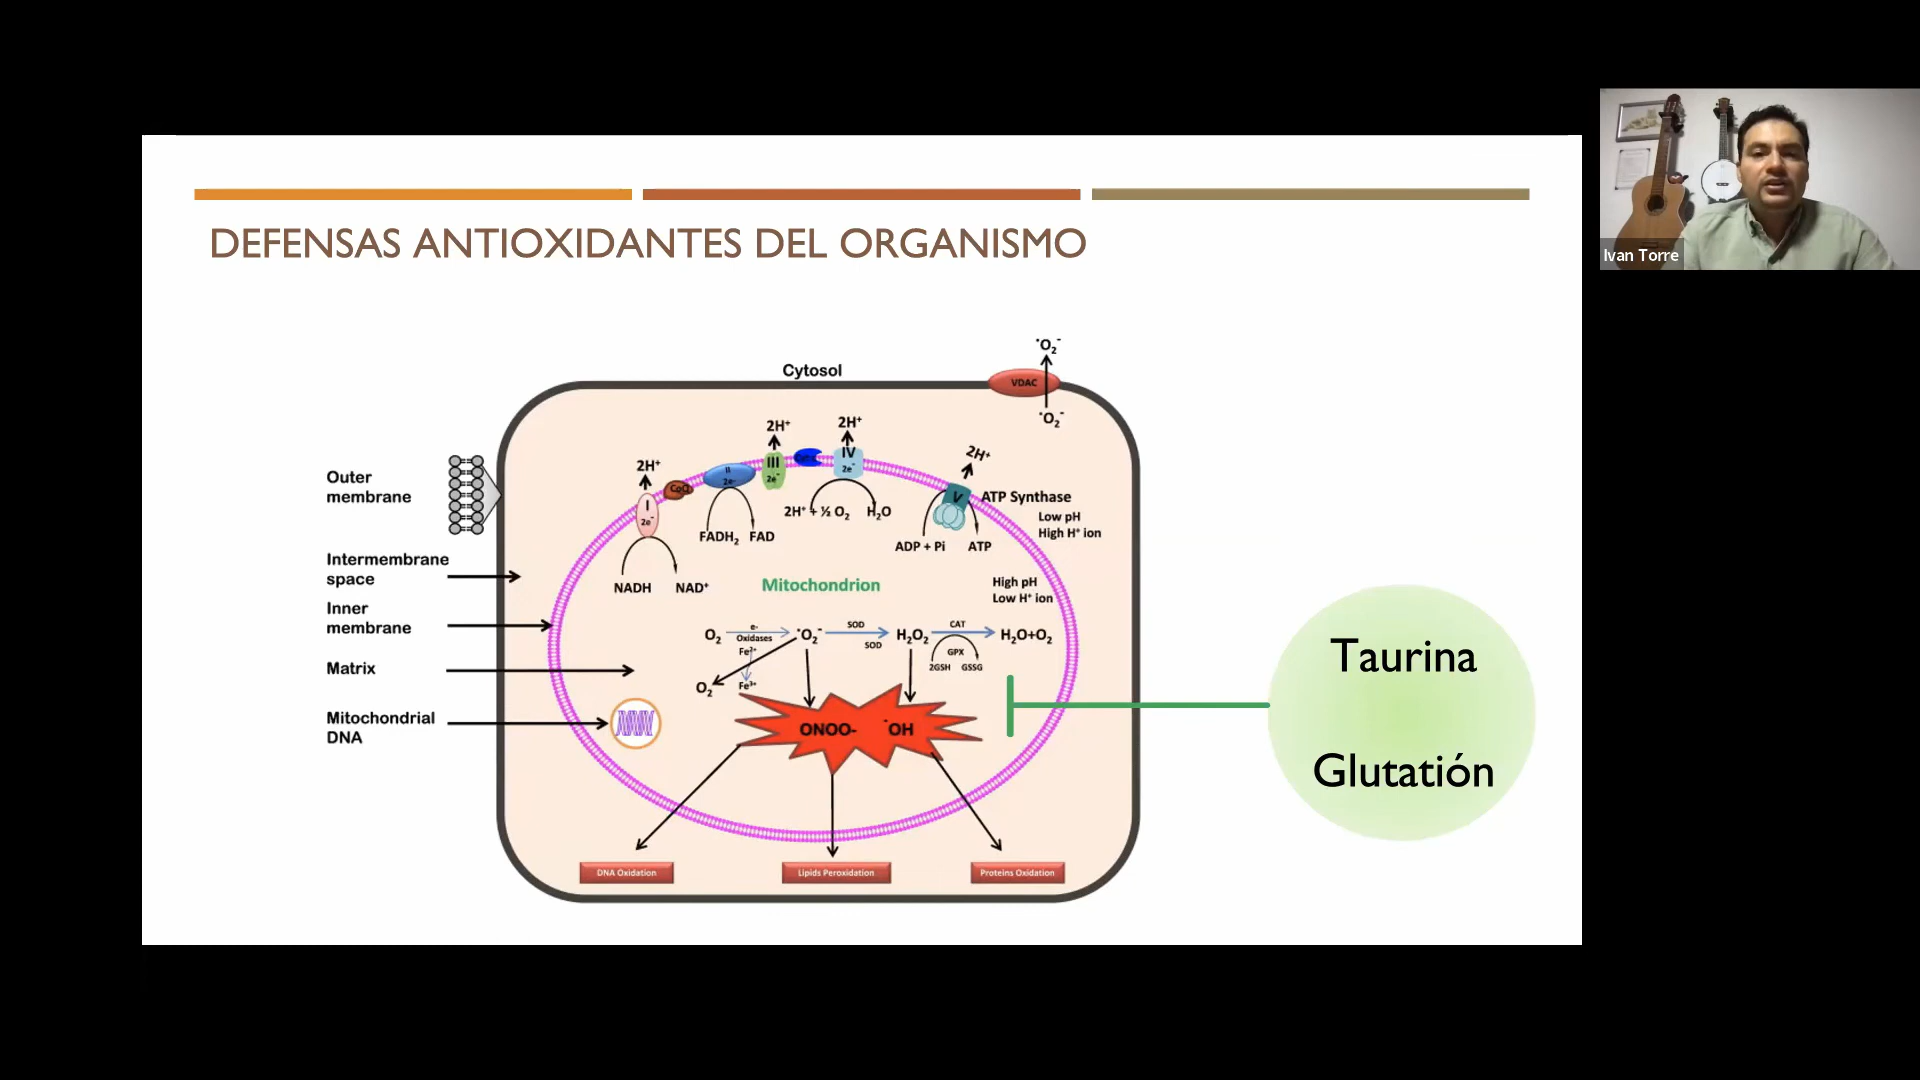 DEFENSAS ANTIOXIDANTES DEL ORGANISMO
Ivan Torre
Cytosol
•O2-
VDAC
•O2-
2H+
2H+
2H+
2H+
I
2e-
CoQ
II
2e-
III
2e-
IV
2e-
V
ATP Synthase
Low pH
High H+ ion
2H+ + ½ O2
H2O
FADH2
FAD
ADP + Pi
ATP
NADH
NAD+
Mitochondrion
High pH
Low H+ ion
Outer
membrane
Intermembrane
space
Inner
membrane
Matrix
Mitochondrial
DNA
O2
e-
Oxidases
•O2-
SOD
SOD
H2O2
CAT
GPX
2GSH
GSSG
H2O+O2
Fe2+
Fe3+
O2
ONOO-
-OH
DNA Oxidation
Lipids Peroxidation
Proteins Oxidation
Taurina
Glutatión